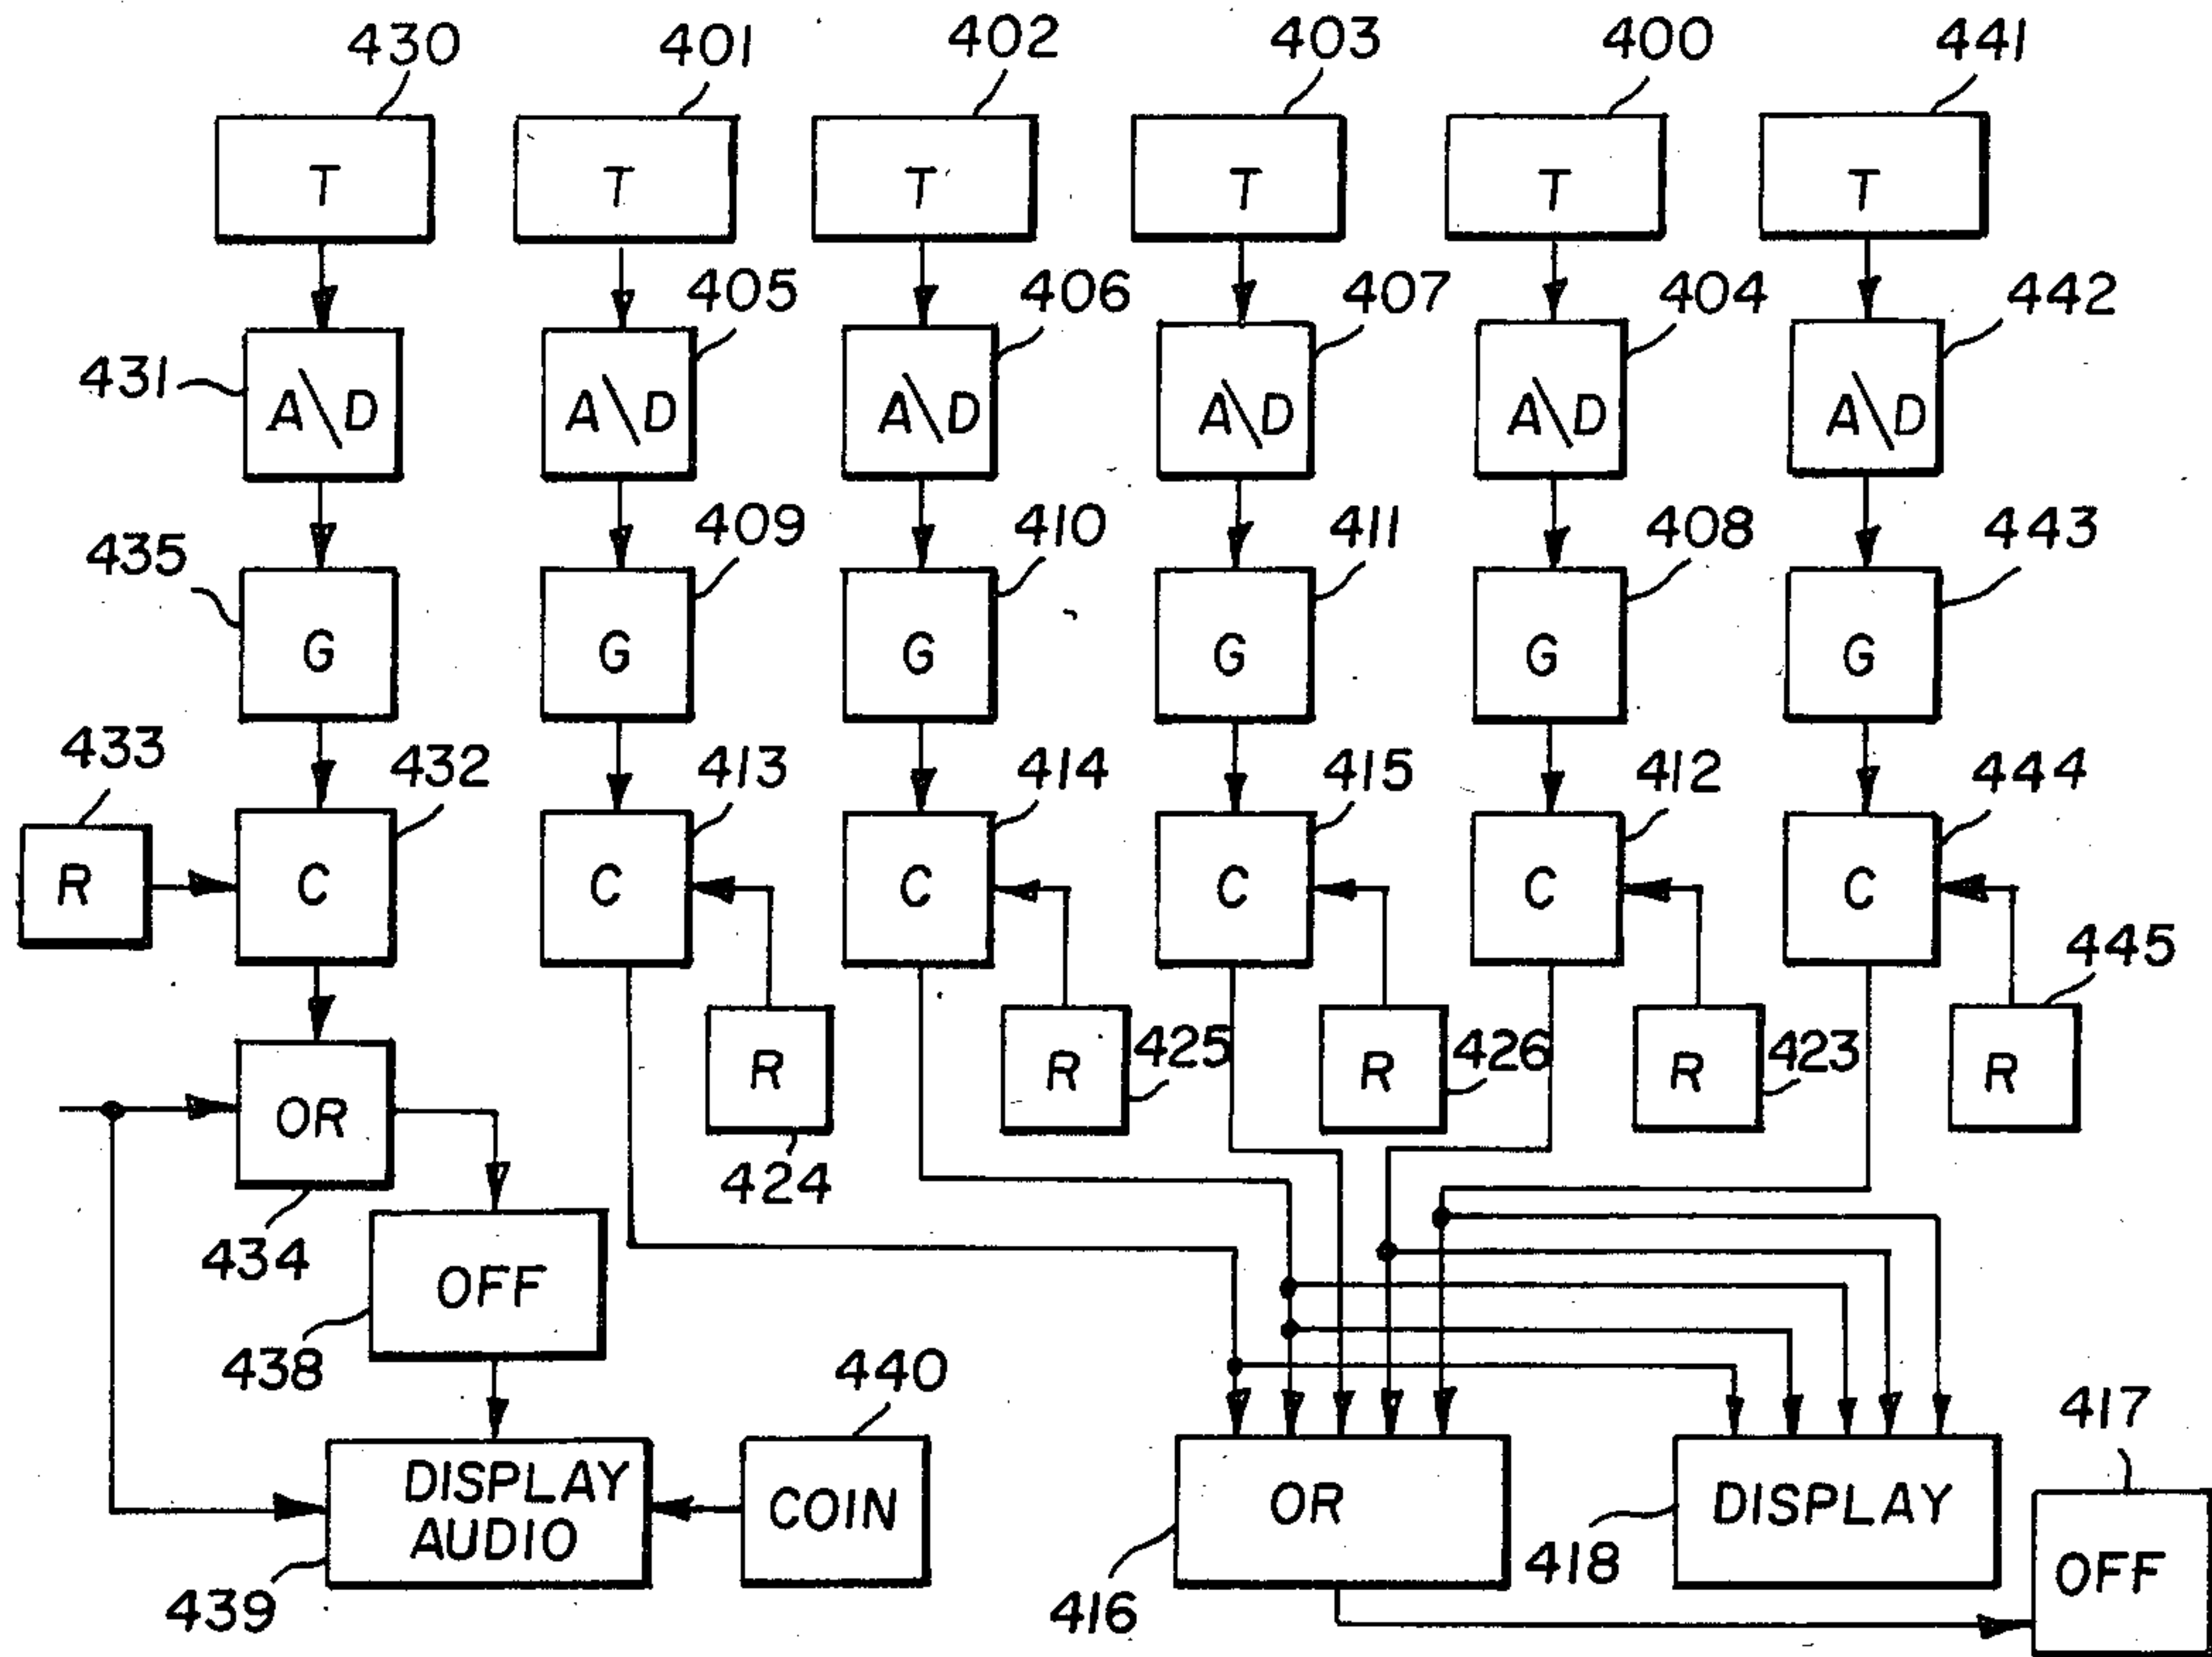 430 401 402 403 400 441
T T T T T T
405 406 407 404 442
431
A\D A\D A\D A\D A\D A\D
409 410 411 408 443
435
G G G G G G
433 432 413 414 415 412 444
R C C C C C C
445
425 426 423
R R R R R
OR
424
434
OFF
438 440 417
DISPLAY AUDIO COIN OR DISPLAY OFF
418
439 416